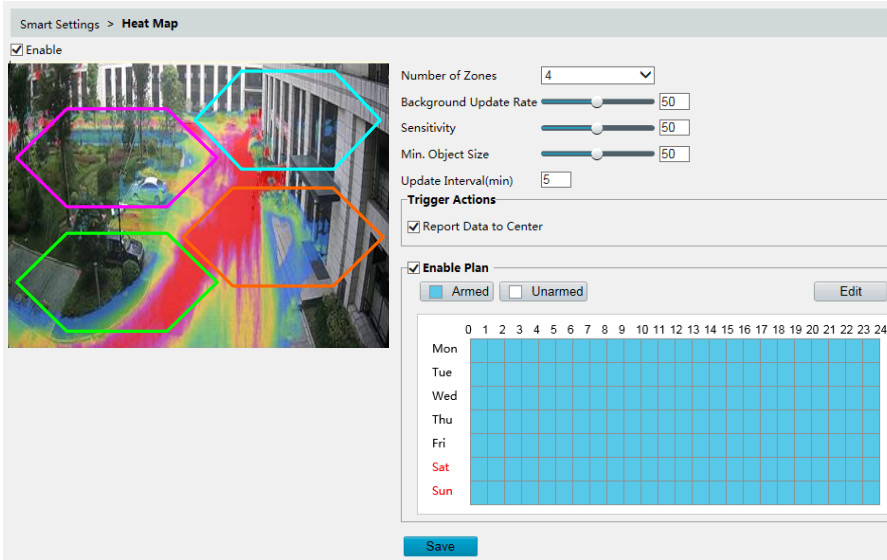 Smart Settings > Heat Map
Enable
Number of Zones 4
Background Update Rate 50
Sensitivity 50
Min. Object Size 50
Update Interval(min) 5
Trigger Actions
Report Data to Center
Enable Plan
Armed Unarmed Edit
0 1 2 3 4 5 6 7 8 9 10 11 12 13 14 15 16 17 18 19 20 21 22 23 24
Mon
Tue
Wed
Thu
Fri
Sat
Sun
Save